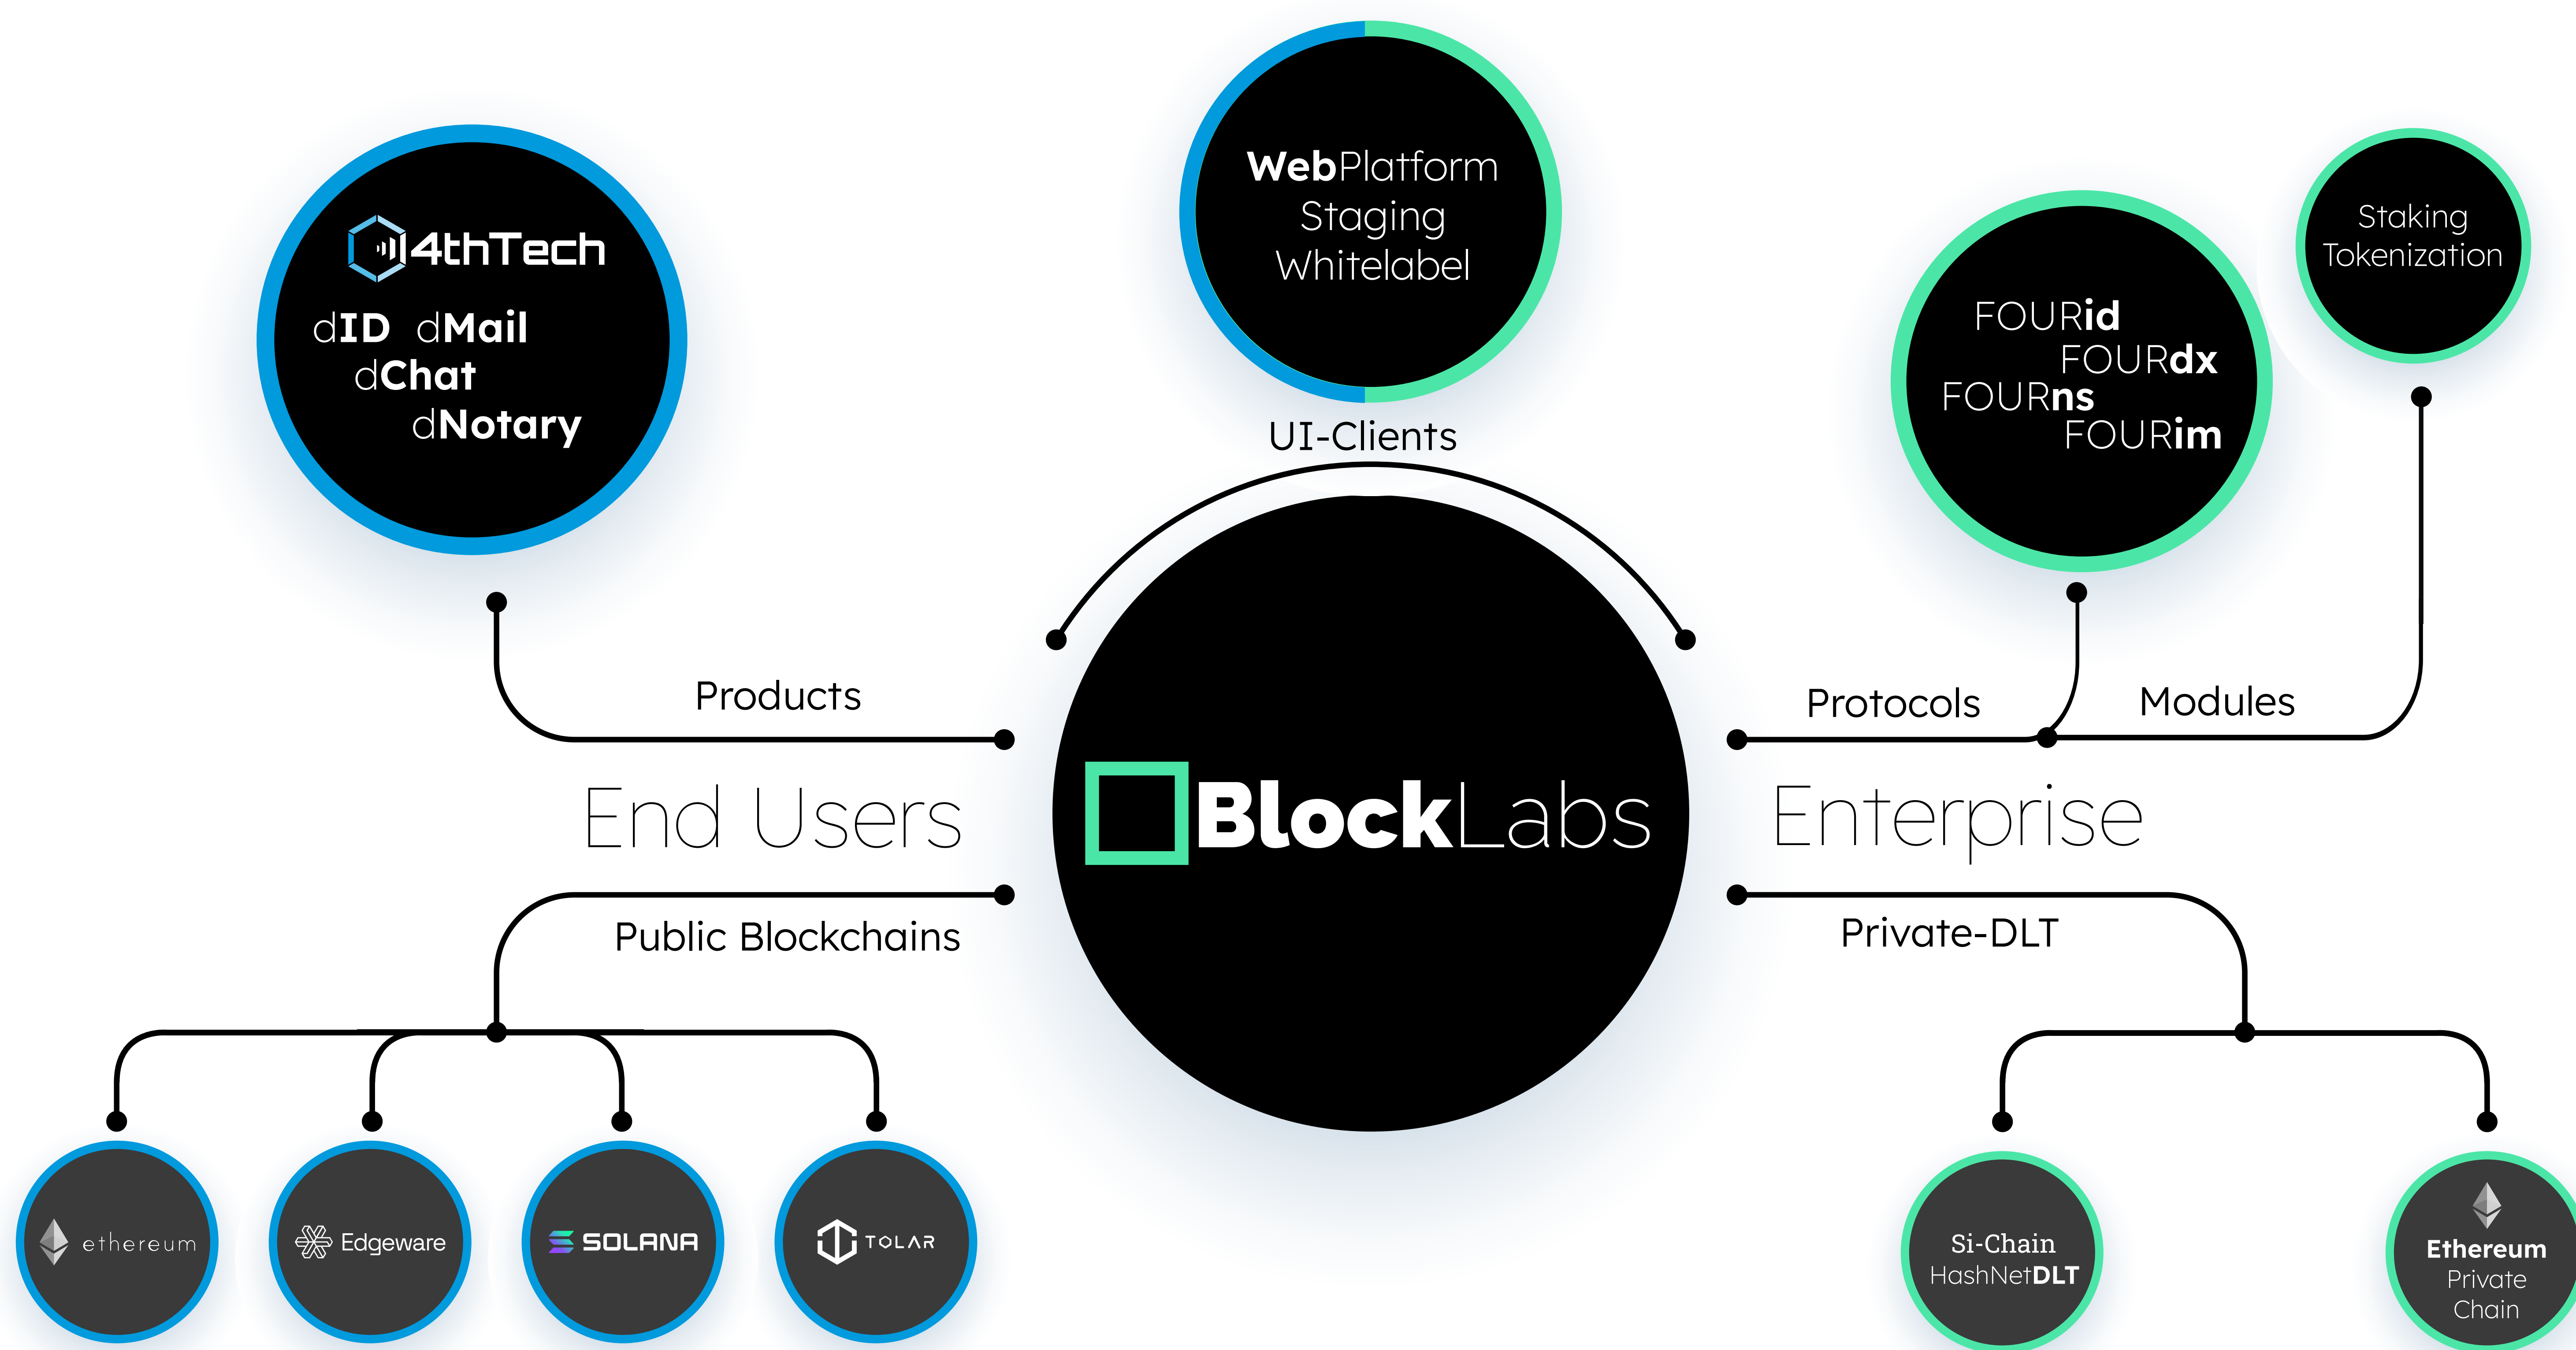 4thTech
dID dMail
dChat
dNotary
WebPlatform
Staging
Whitelabel
UI-Clients
FOURid
FOURdx
FOURns
FOURim
Staking
Tokenization
Products
Protocols
Modules
End Users
BlockLabs
Enterprise
Public Blockchains
Private-DLT
ethereum
Edgeware
SOLANA
TOLAR
Si-Chain
HashNetDLT
Ethereum
Private
Chain